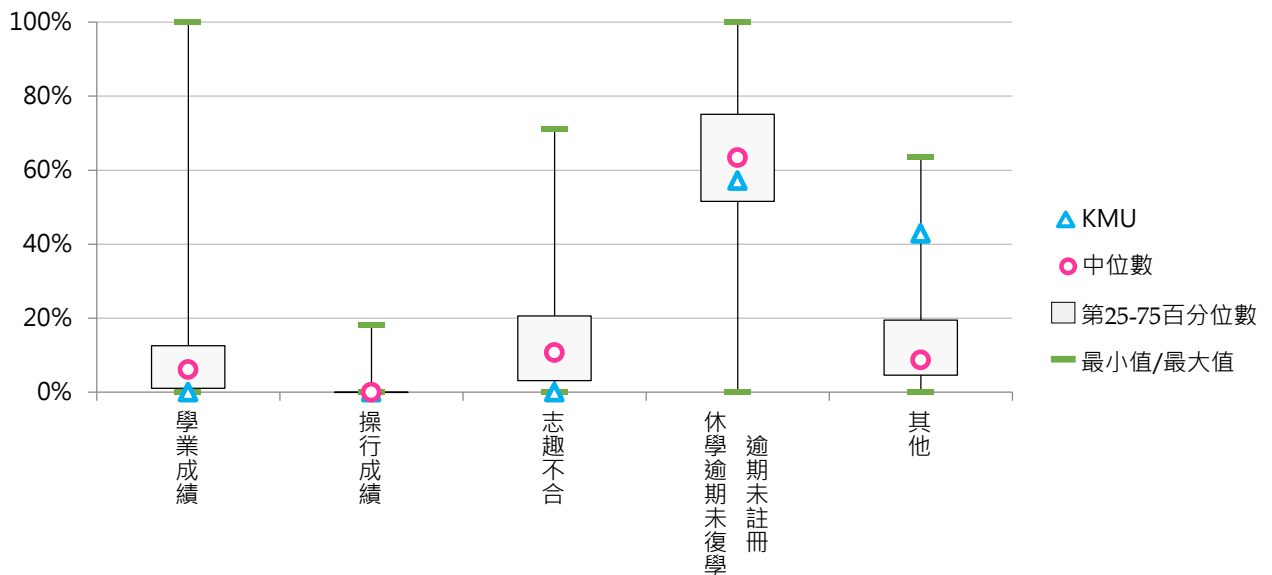 100%
80%
60%
40%
20%
0%
學業成績
操行成績
志趣不合
逾期未註冊
休學逾期未復學
其他
KMU
中位數
第25-75百分位數
最小值/最大值